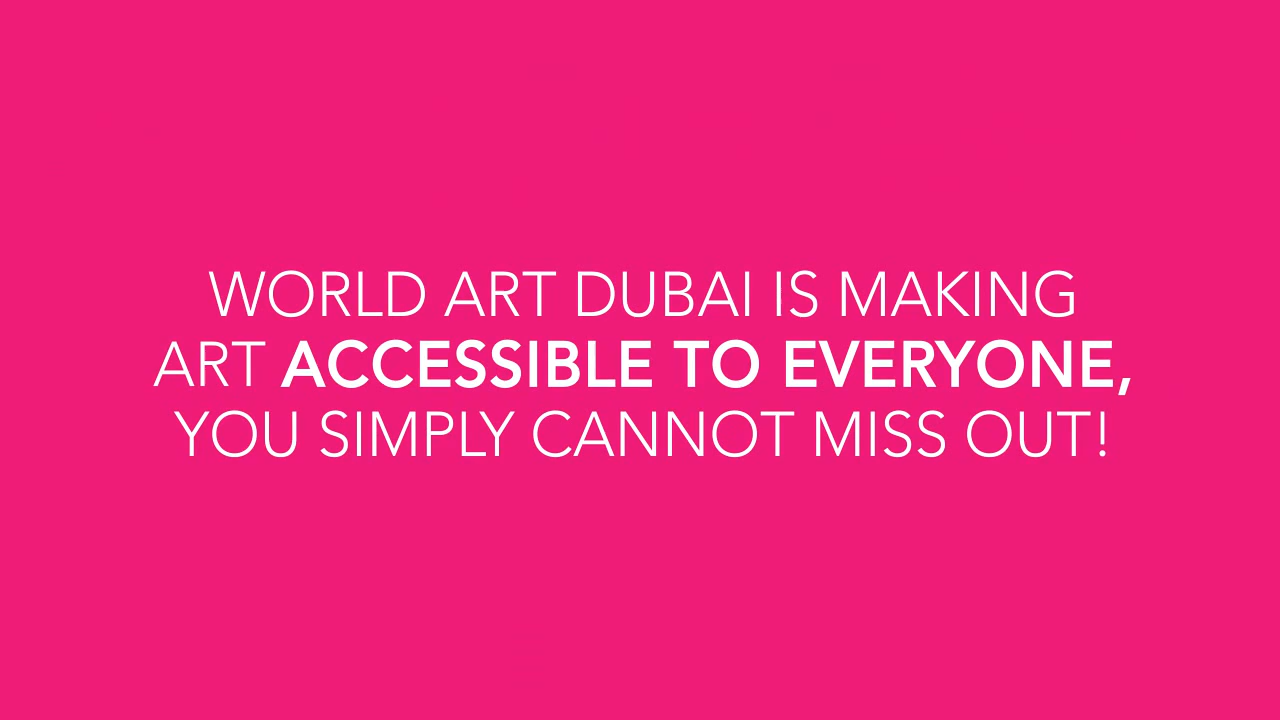 WORLD ART DUBAI IS MAKING
ART ACCESSIBLE TO EVERYONE,
YOU SIMPLY CANNOT MISS OUT!